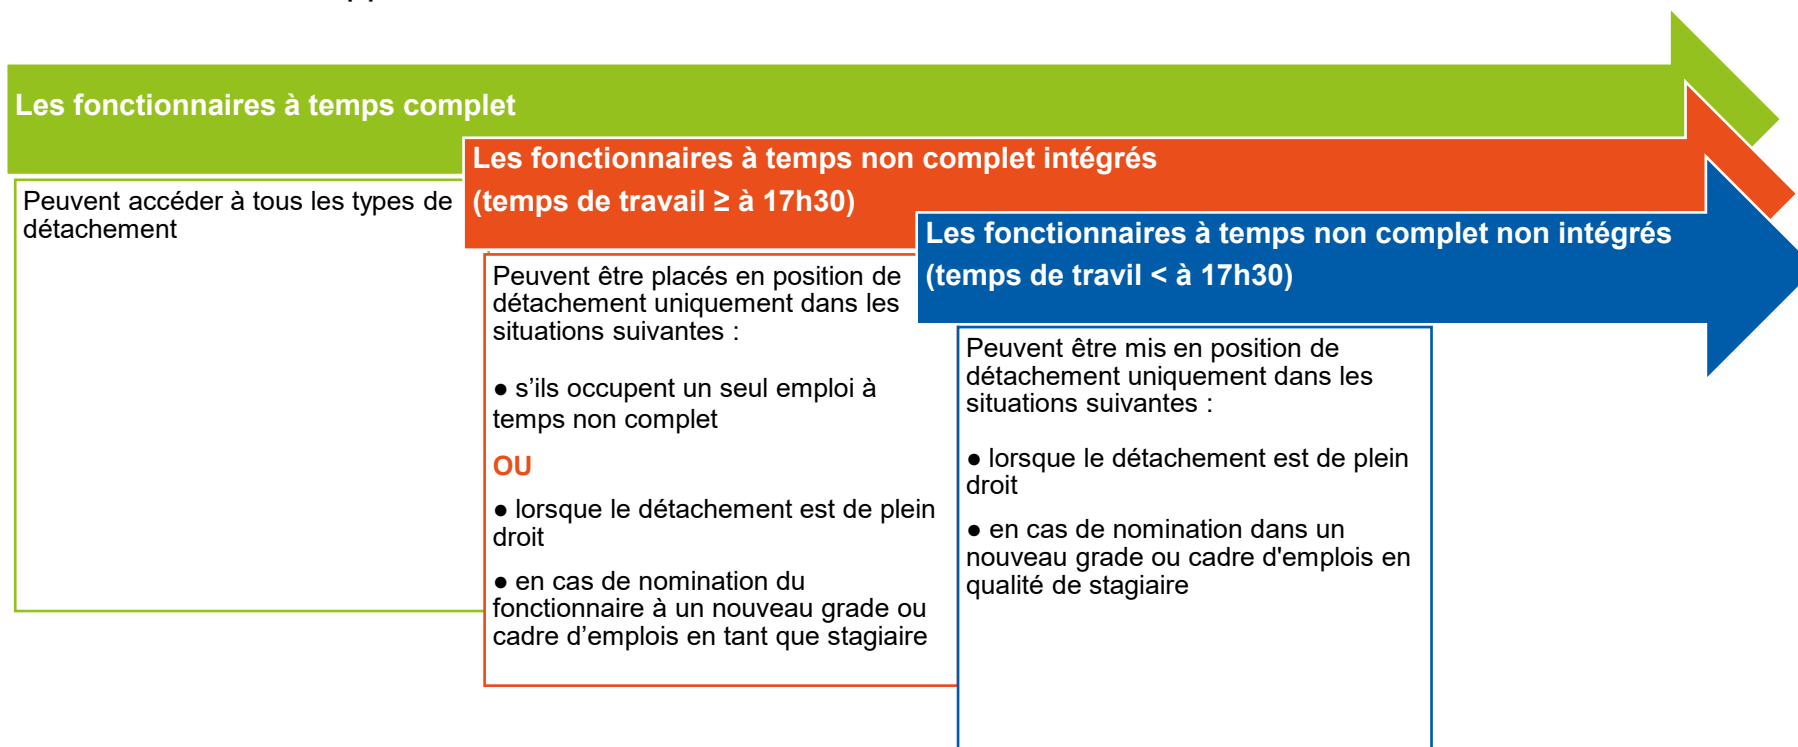 Les fonctionnaires à temps complet
Peuvent accéder à tous les types de
détachement
Les fonctionnaires à temps non complet intégrés
(temps de travail ≥ à 17h30)
Peuvent être placés en position de
détachement uniquement dans les
situations suivantes :
● s’ils occupent un seul emploi à
temps non complet
OU
● lorsque le détachement est de plein
droit
● en cas de nomination du
fonctionnaire à un nouveau grade ou
cadre d’emplois en tant que stagiaire
Les fonctionnaires à temps non complet non intégrés
(temps de travil < à 17h30)
Peuvent être mis en position de
détachement uniquement dans les
situations suivantes :
● lorsque le détachement est de plein
droit
● en cas de nomination dans un
nouveau grade ou cadre d'emplois en
qualité de stagiaire